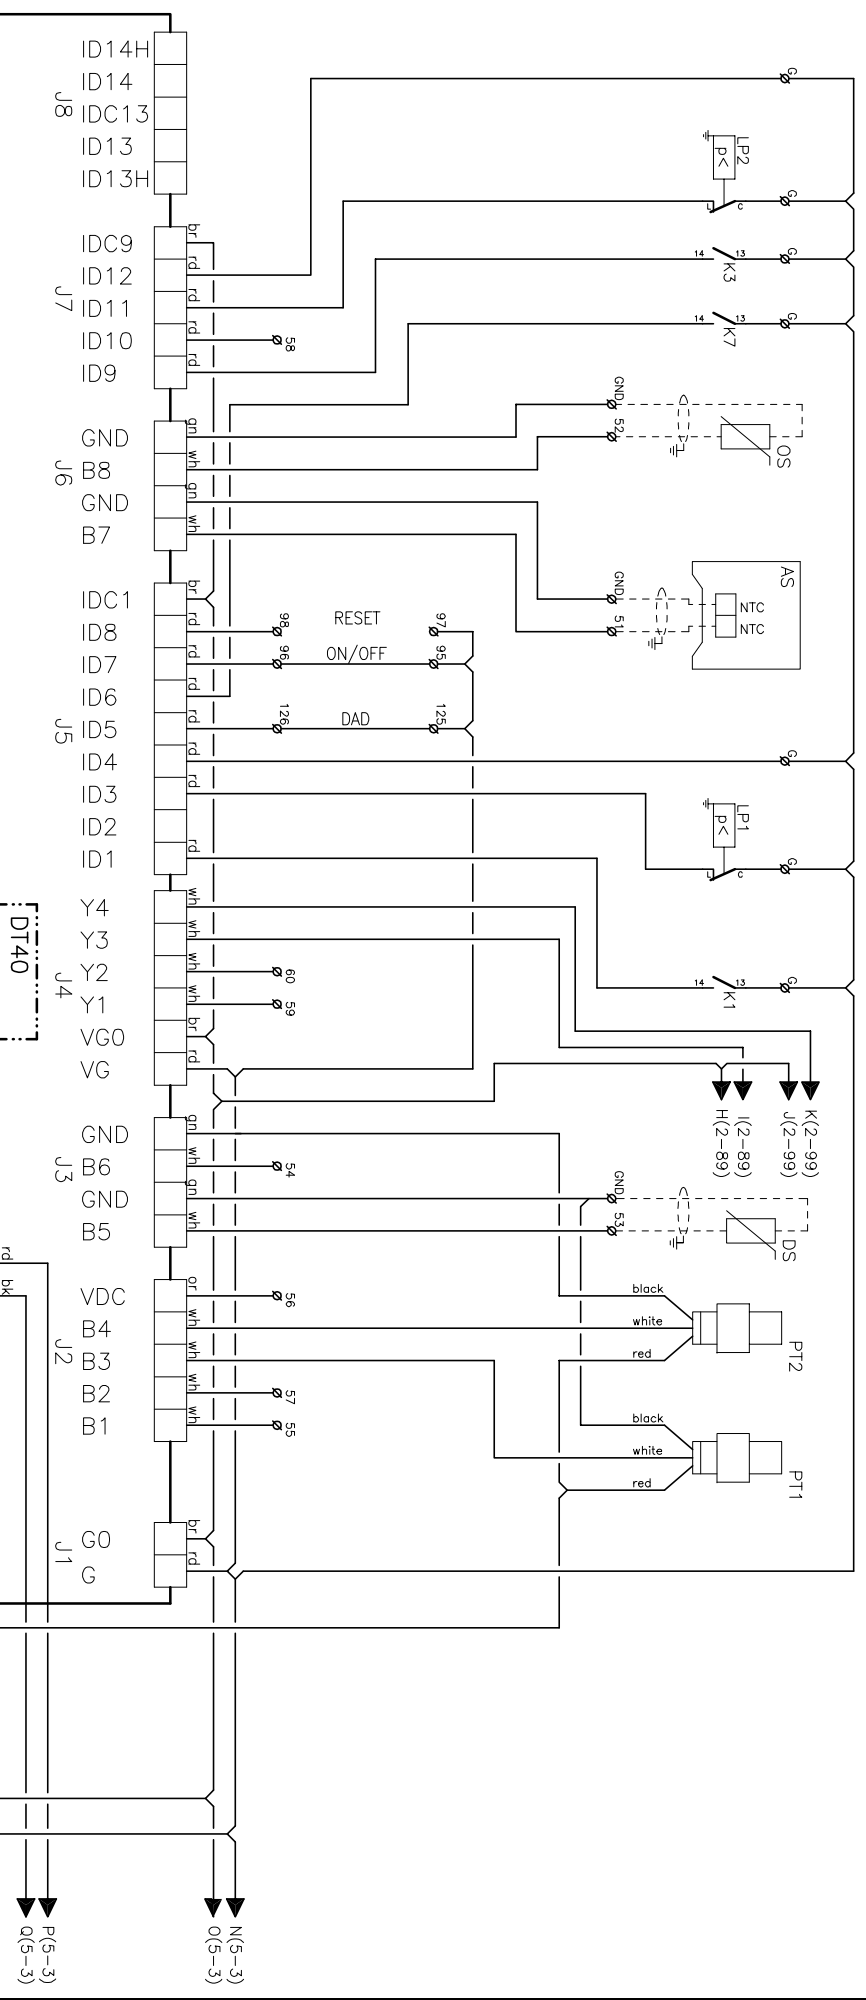 ID14H
ID14
IDC13
ID13
ID13H
J8
G
LP2
p<
L
C
G
br
IDC9
rd
ID12
rd
ID11
rd
ID10
rd
ID9
J7
58
14
13
K3
G
14
13
K7
G
gn
GND
wh
B8
gn
GND
wh
B7
J6
GND
52
OS
GND
51
AS
NTC
NTC
br
IDC1
rd
ID8
rd
ID7
rd
ID6
rd
ID5
rd
ID4
rd
ID3
ID2
rd
ID1
J5
98
RESET
97
96
ON/OFF
95
126
DAD
125
G
LP1
p<
L
C
G
14
13
K1
G
wh
Y4
wh
Y3
wh
Y2
wh
Y1
br
VG0
rd
VG
J4
60
59
DT40
H(2-89)
I(2-89)
J(2-99)
K(2-99)
gn
GND
wh
B6
gn
GND
wh
B5
J3
54
GND
53
DS
rd
bk
or
VDC
wh
B4
wh
B3
wh
B2
wh
B1
J2
56
57
55
black
white
red
PT2
black
white
red
PT1
br
G0
rd
G
J1
Q(5-3)
P(5-3)
O(5-3)
N(5-3)